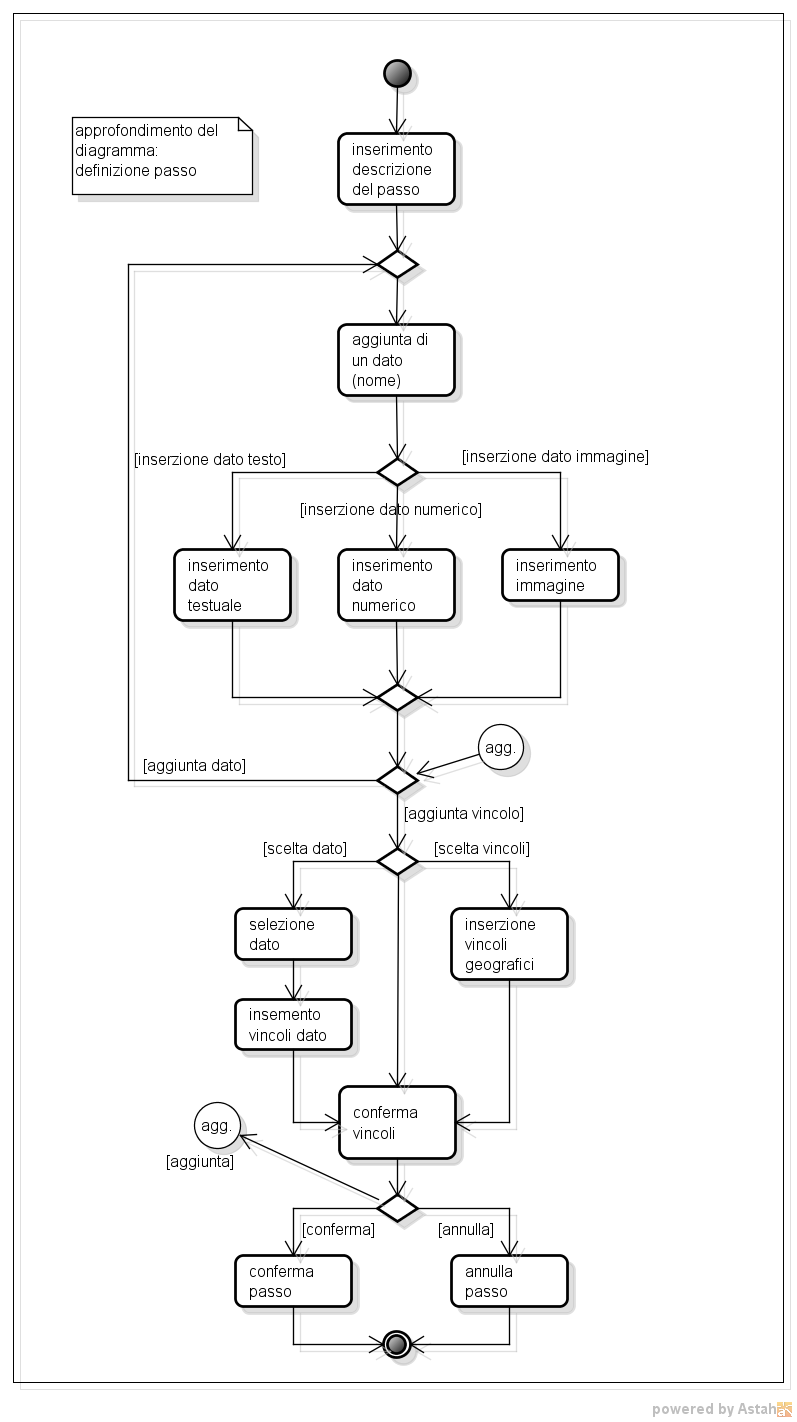 approfondimento del
diagramma:
definizione passo
inserimento
descrizione
del passo
aggiunta di
un dato
(nome)
[inserzione dato testo]
[inserzione dato immagine]
[inserzione dato numerico]
inserimento
dato
testuale
inserimento
dato
numerico
inserimento
immagine
agg.
[aggiunta dato]
[aggiunta vincolo]
[scelta dato]
[scelta vincoli]
selezione
dato
inserzione
vincoli
geografici
insemento
vincoli dato
conferma
vincoli
agg.
[aggiunta]
[conferma]
[annulla]
conferma
passo
annulla
passo
powered by Astah